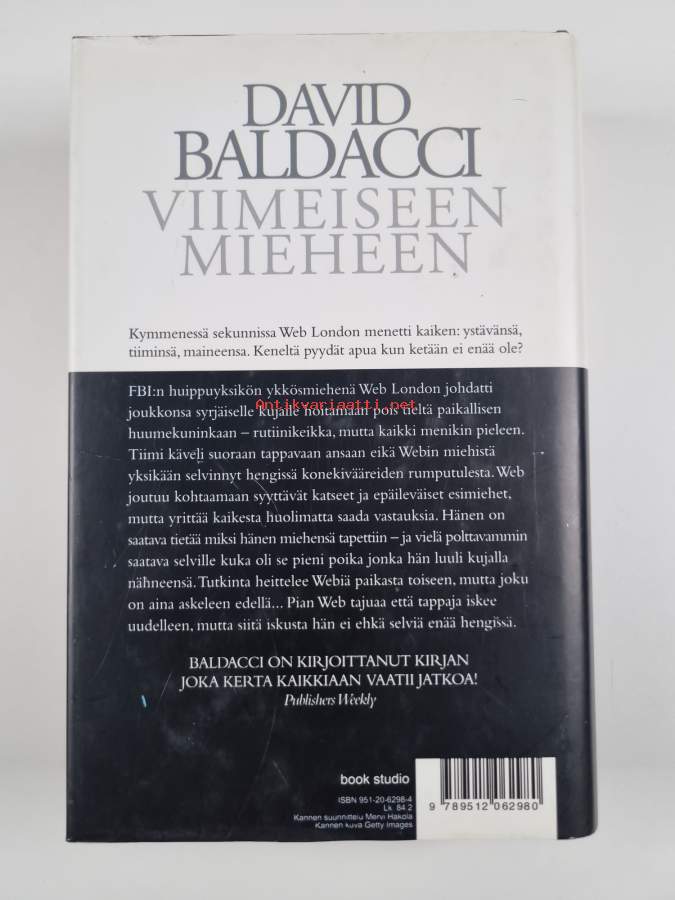 DAVID
BALDACCI
VIIMEISEEN
MIEHEEN
Kymmenessä sekunnissa Web London menetti kaiken: ystävänsä,
tiiminsä, maineensa. Keneltä pyydät apua kun ketään ei enää ole?
FBI:n huippuyksikön ykkösmiehenä Web London johdatti
joukkonsa syrjäiselle kujalle hoitamaan pois tieltä paikallisen
Antikvariaatti.net
huumekuninkaan – rutiinikeikka, mutta kaikki menikin pieleen.
Tiimi käveli suoraan tappavaan ansaan eikä Webin miehistä
yksikään selvinnyt hengissä konekivääreiden rumputulesta. Web
joutuu kohtaamaan syyttävät katseet ja epäileväiset esimiehet,
mutta yrittää kaikesta huolimatta saada vastauksia. Hänen on
saatava tietää miksi hänen miehensä tapettiin – ja vielä polttavammin
saatava selville kuka oli se pieni poika jonka hän luuli kujalla
nähneensä. Tutkinta heittelee Webiä paikasta toiseen, mutta joku
on aina askeleen edellä... Pian Web tajuaa että tappaja iskee
uudelleen, mutta siitä iskusta hän ei ehkä selviä enää hengissä.
BALDACCI ON KIRJOITTANUT KIRJAN
JOKA KERTA KAIKKIAAN VAATII JATKOA!
Publishers Weekly
book studio
ISBN 951-20-6298-4
Lk 84.2
Kannen suunnittelu Mervi Hakola
Kannen kuva Getty Images
9 789512 062980